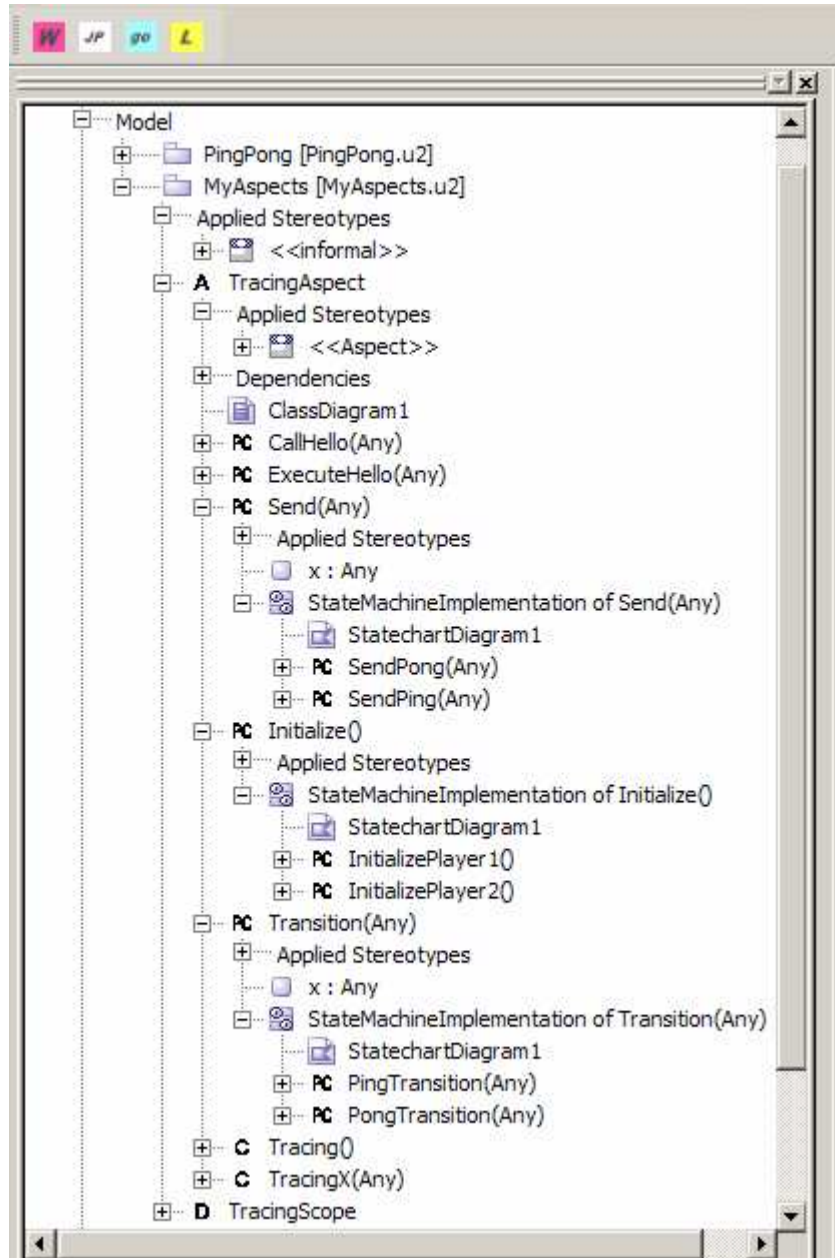 W JP go L
Model
PingPong [PingPong.u2]
MyAspects [MyAspects.u2]
Applied Stereotypes
<<informal>>
A TracingAspect
Applied Stereotypes
<<Aspect>>
Dependencies
ClassDiagram1
PC CallHello(Any)
PC ExecuteHello(Any)
PC Send(Any)
Applied Stereotypes
x : Any
StateMachineImplementation of Send(Any)
StatechartDiagram1
PC SendPong(Any)
PC SendPing(Any)
PC Initialize()
Applied Stereotypes
StateMachineImplementation of Initialize()
StatechartDiagram1
PC InitializePlayer1()
PC InitializePlayer2()
PC Transition(Any)
Applied Stereotypes
x : Any
StateMachineImplementation of Transition(Any)
StatechartDiagram1
PC PingTransition(Any)
PC PongTransition(Any)
C Tracing()
C TracingX(Any)
D TracingScope